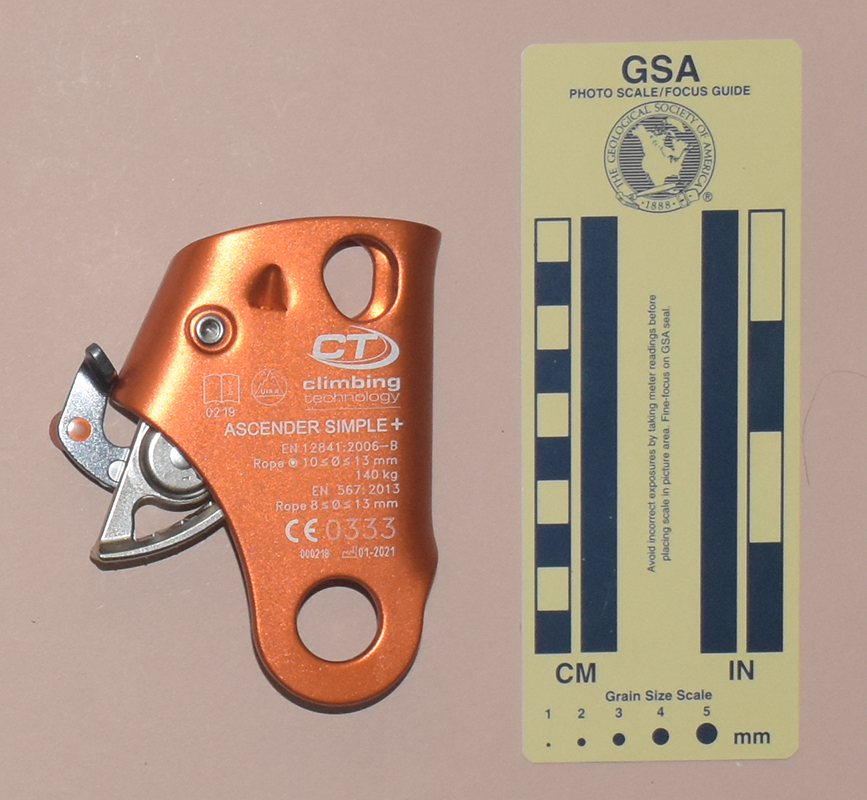 CT
climbing
technology
02 19
UIAA
ASCENDER SIMPLE+
EN 12841:2006-B
Rope 10 ≤ Ø ≤ 13 mm
140 kg
EN 567:2013
Rope 8 ≤ Ø ≤ 13 mm
CE 0333
000218 01-2021
GSA
PHOTO SCALE/FOCUS GUIDE
THE GEOLOGICAL SOCIETY OF AMERICA
· 1888 ·
®
Avoid incorrect exposures by taking meter readings before
placing scale in picture area. Fine-focus on GSA seal.
CM
IN
Grain Size Scale
1 2 3 4 5
mm